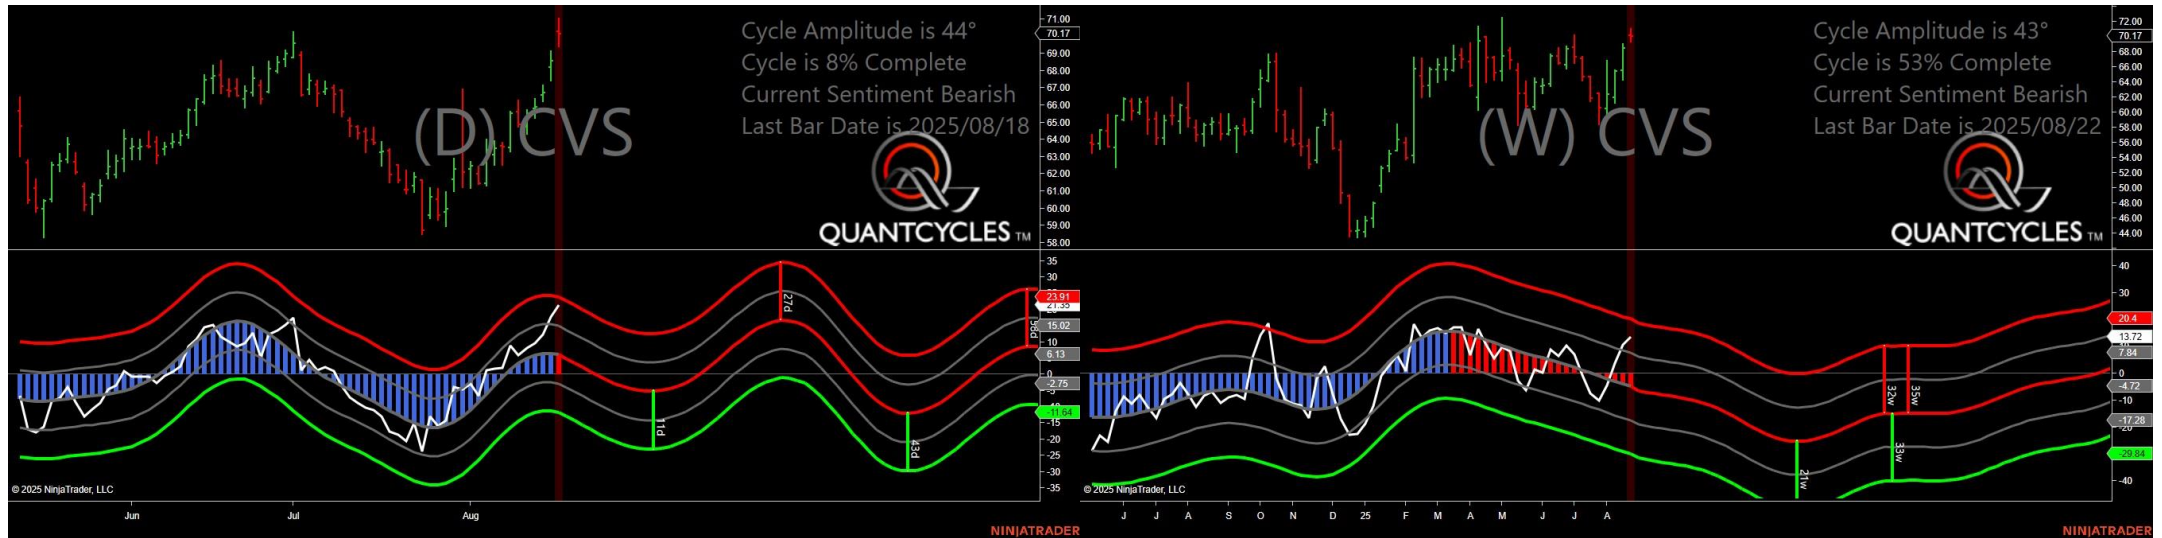 Cycle Amplitude is 44°
Cycle is 8% Complete
Current Sentiment Bearish
Last Bar Date is 2025/08/18
(D) CVS
QUANTCYCLES TM
71.00
70.17
69.00
68.00
67.00
66.00
65.00
64.00
63.00
62.00
61.00
60.00
59.00
58.00
35
30
23.91
21.35
15.02
10
6.13
0
-2.75
-5
-11.64
-15
-20
-25
-30
-35
11d
27d
43d
© 2025 NinjaTrader, LLC
Jun
Jul
Aug
NINJATRADER
Cycle Amplitude is 43°
Cycle is 53% Complete
Current Sentiment Bearish
Last Bar Date is 2025/08/22
(W) CVS
QUANTCYCLES TM
72.00
70.17
68.00
66.00
64.00
62.00
60.00
58.00
56.00
54.00
52.00
50.00
48.00
46.00
44.00
40
30
20.4
13.72
7.84
0
-4.72
-10
-17.28
-29.84
-40
21w
32w
33w
35w
© 2025 NinjaTrader, LLC
J
J
A
S
O
N
D
25
F
M
A
M
J
J
A
NINJATRADER